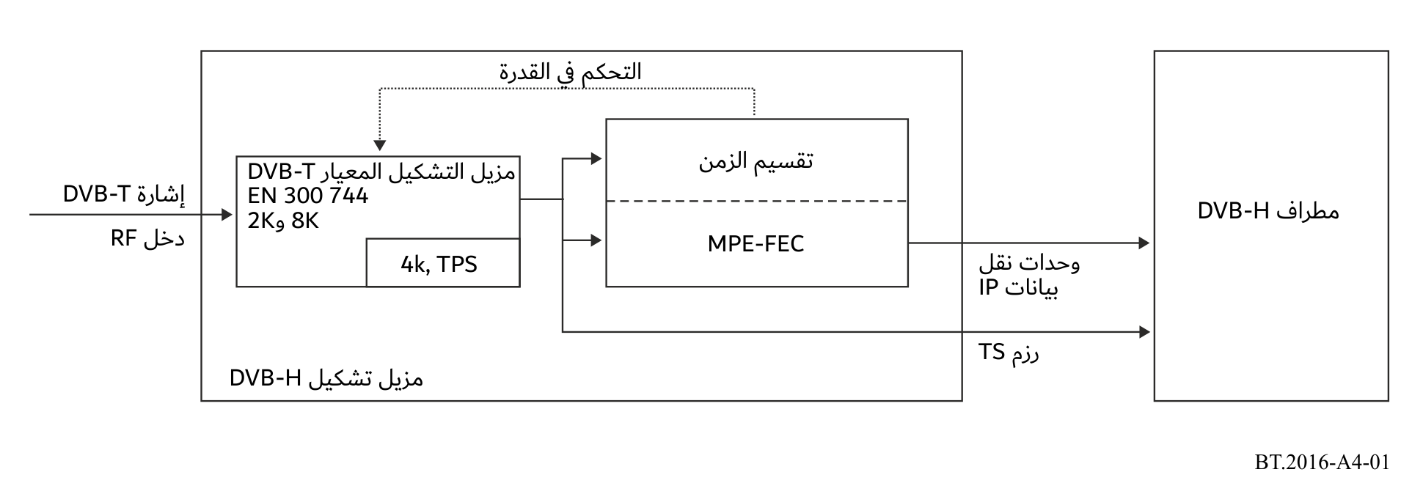 التحكم في القدرة
إشارة DVB-T
دخل RF
مزيل التشكيل المعيار DVB-T
EN 300 744
2K و8K
4k, TPS
تقسيم الزمن
MPE-FEC
وحدات نقل
بيانات IP
رزم TS
مزيل تشكيل DVB-H
مطراف DVB-H
BT.2016-A4-01